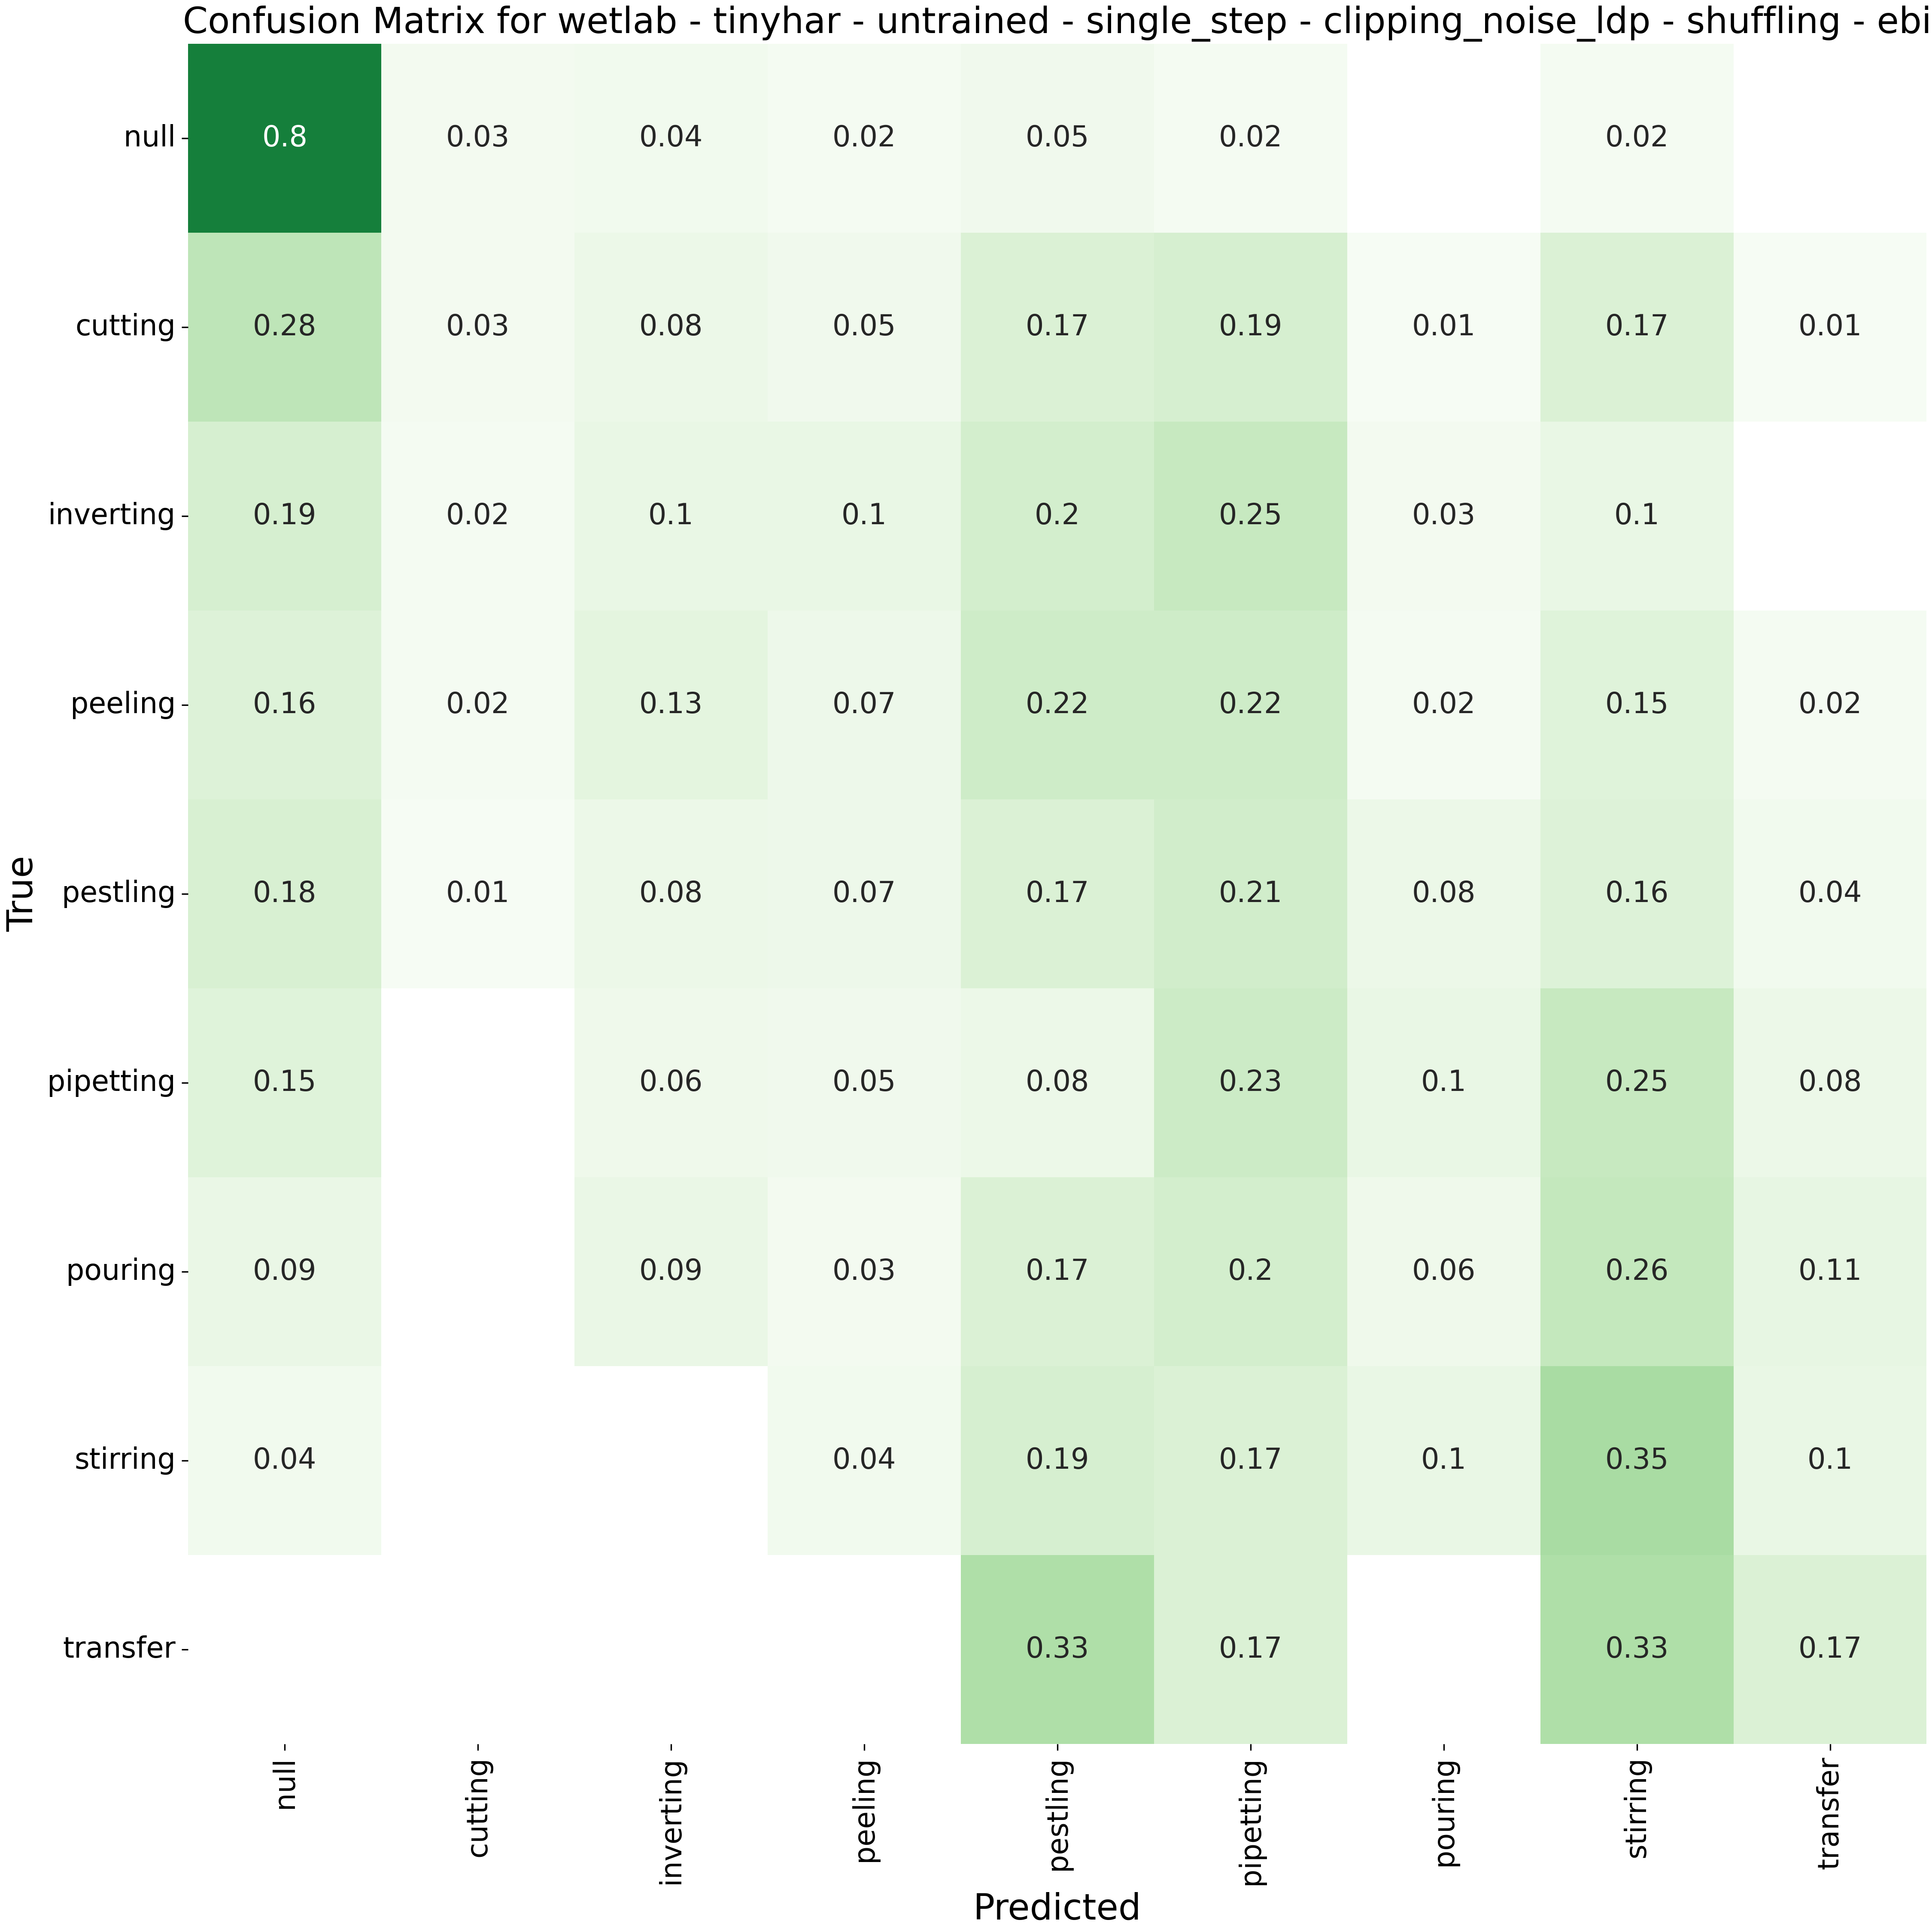 Confusion Matrix for wetlab - tinyhar - untrained - single_step - clipping_noise_ldp - shuffling - ebi
null 0.8 0.03 0.04 0.02 0.05 0.02 0.02
cutting 0.28 0.03 0.08 0.05 0.17 0.19 0.01 0.17 0.01
inverting 0.19 0.02 0.1 0.1 0.2 0.25 0.03 0.1
peeling 0.16 0.02 0.13 0.07 0.22 0.22 0.02 0.15 0.02
pestling 0.18 0.01 0.08 0.07 0.17 0.21 0.08 0.16 0.04
pipetting 0.15 0.06 0.05 0.08 0.23 0.1 0.25 0.08
pouring 0.09 0.09 0.03 0.17 0.2 0.06 0.26 0.11
stirring 0.04 0.04 0.19 0.17 0.1 0.35 0.1
transfer 0.33 0.17 0.33 0.17
True
null cutting inverting peeling pestling pipetting pouring stirring transfer
Predicted